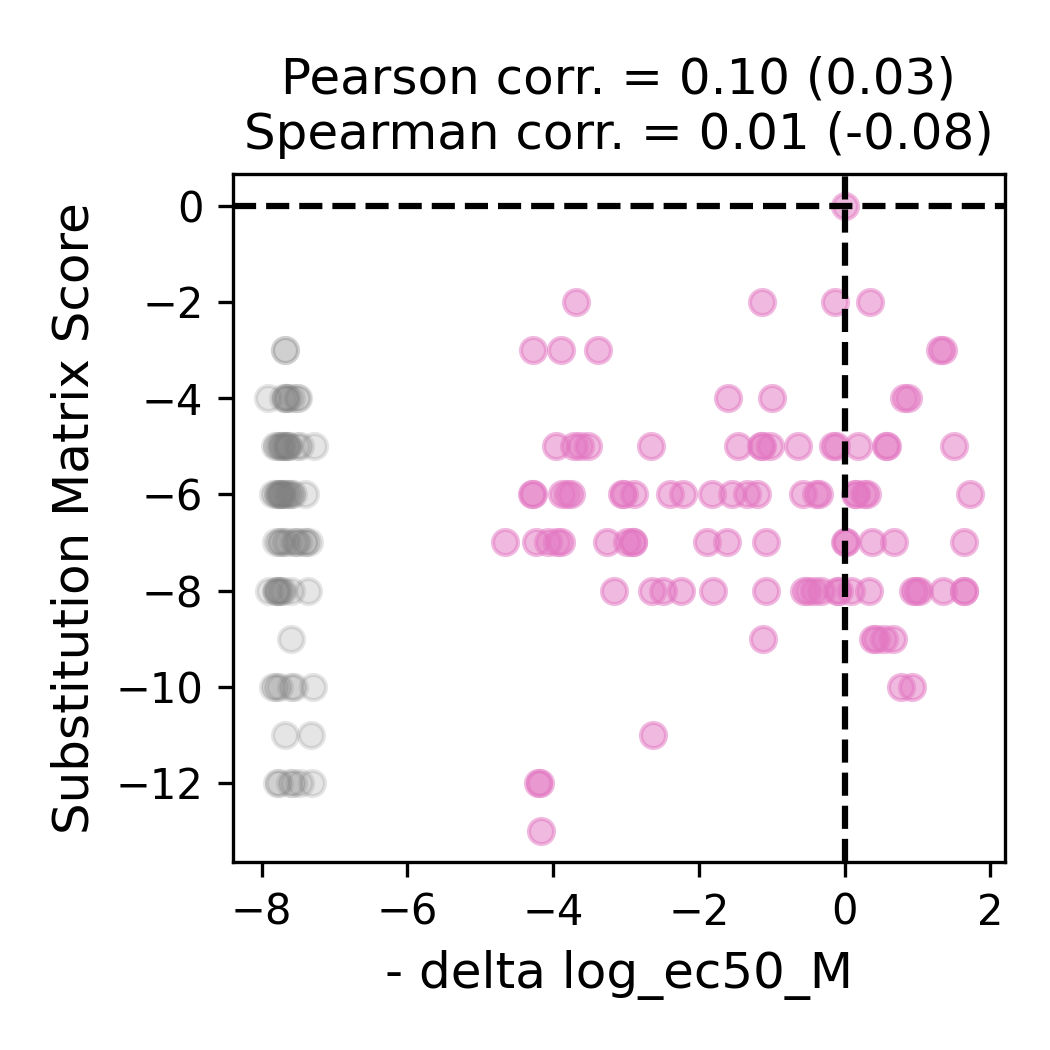 Pearson corr. = 0.10 (0.03)
Spearman corr. = 0.01 (-0.08)
Substitution Matrix Score
0
−2
−4
−6
−8
−10
−12
−8 −6 −4 −2 0 2
- delta log_ec50_M